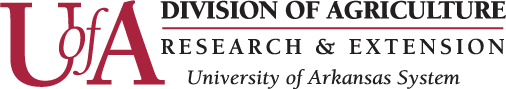 UofA
DIVISION OF AGRICULTURE
RESEARCH & EXTENSION
University of Arkansas System